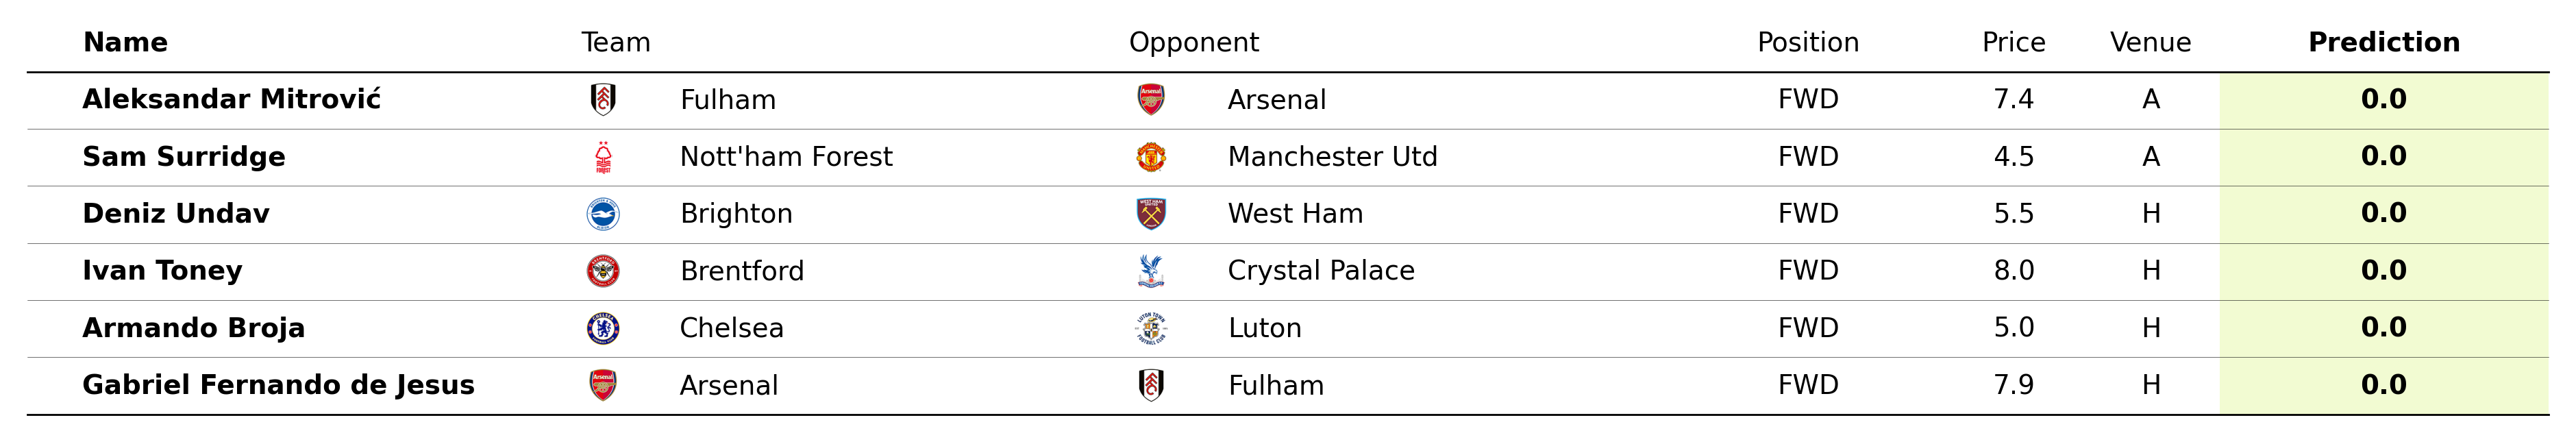 Name Team Opponent Position Price Venue Prediction
Aleksandar Mitrović Fulham Arsenal FWD 7.4 A 0.0
Sam Surridge Nott'ham Forest Manchester Utd FWD 4.5 A 0.0
Deniz Undav Brighton West Ham FWD 5.5 H 0.0
Ivan Toney Brentford Crystal Palace FWD 8.0 H 0.0
Armando Broja Chelsea Luton FWD 5.0 H 0.0
Gabriel Fernando de Jesus Arsenal Fulham FWD 7.9 H 0.0